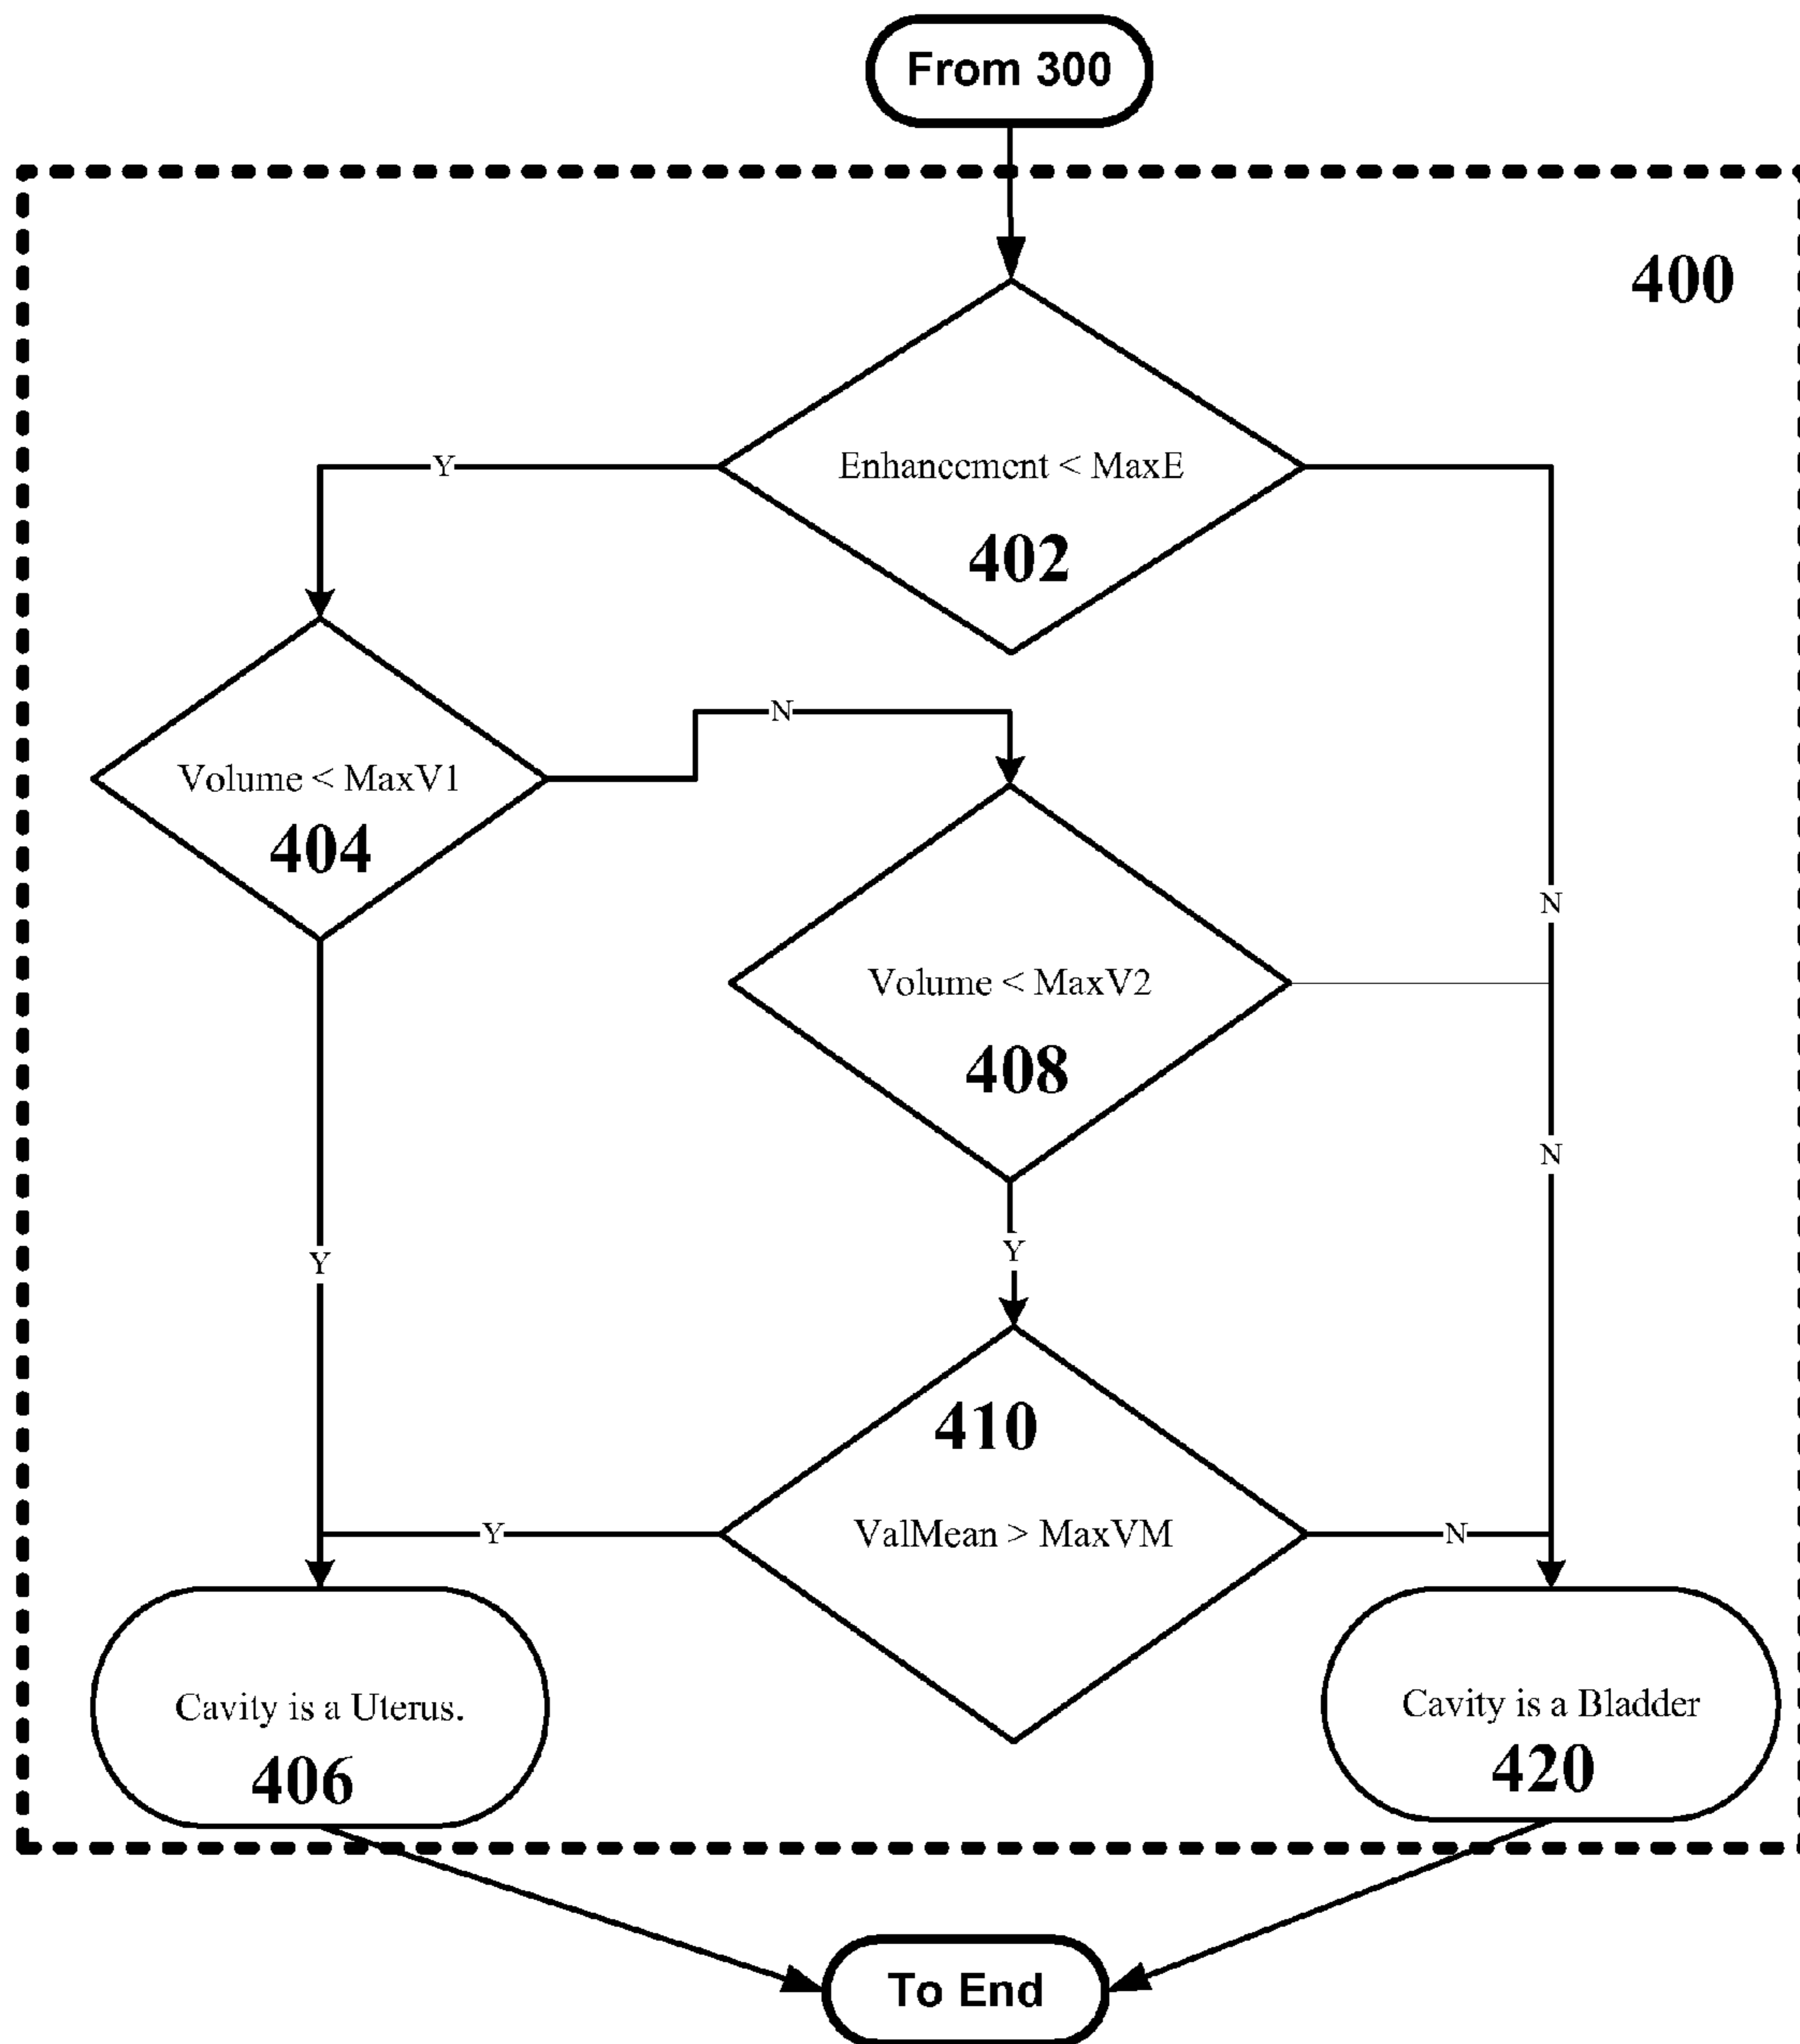 From 300
400
Enhancement < MaxE
402
Y
N
Volume < MaxV1
404
N
Volume < MaxV2
408
N
Y
Y
410
ValMean > MaxVM
Y
N
Cavity is a Uterus.
406
Cavity is a Bladder
420
To End